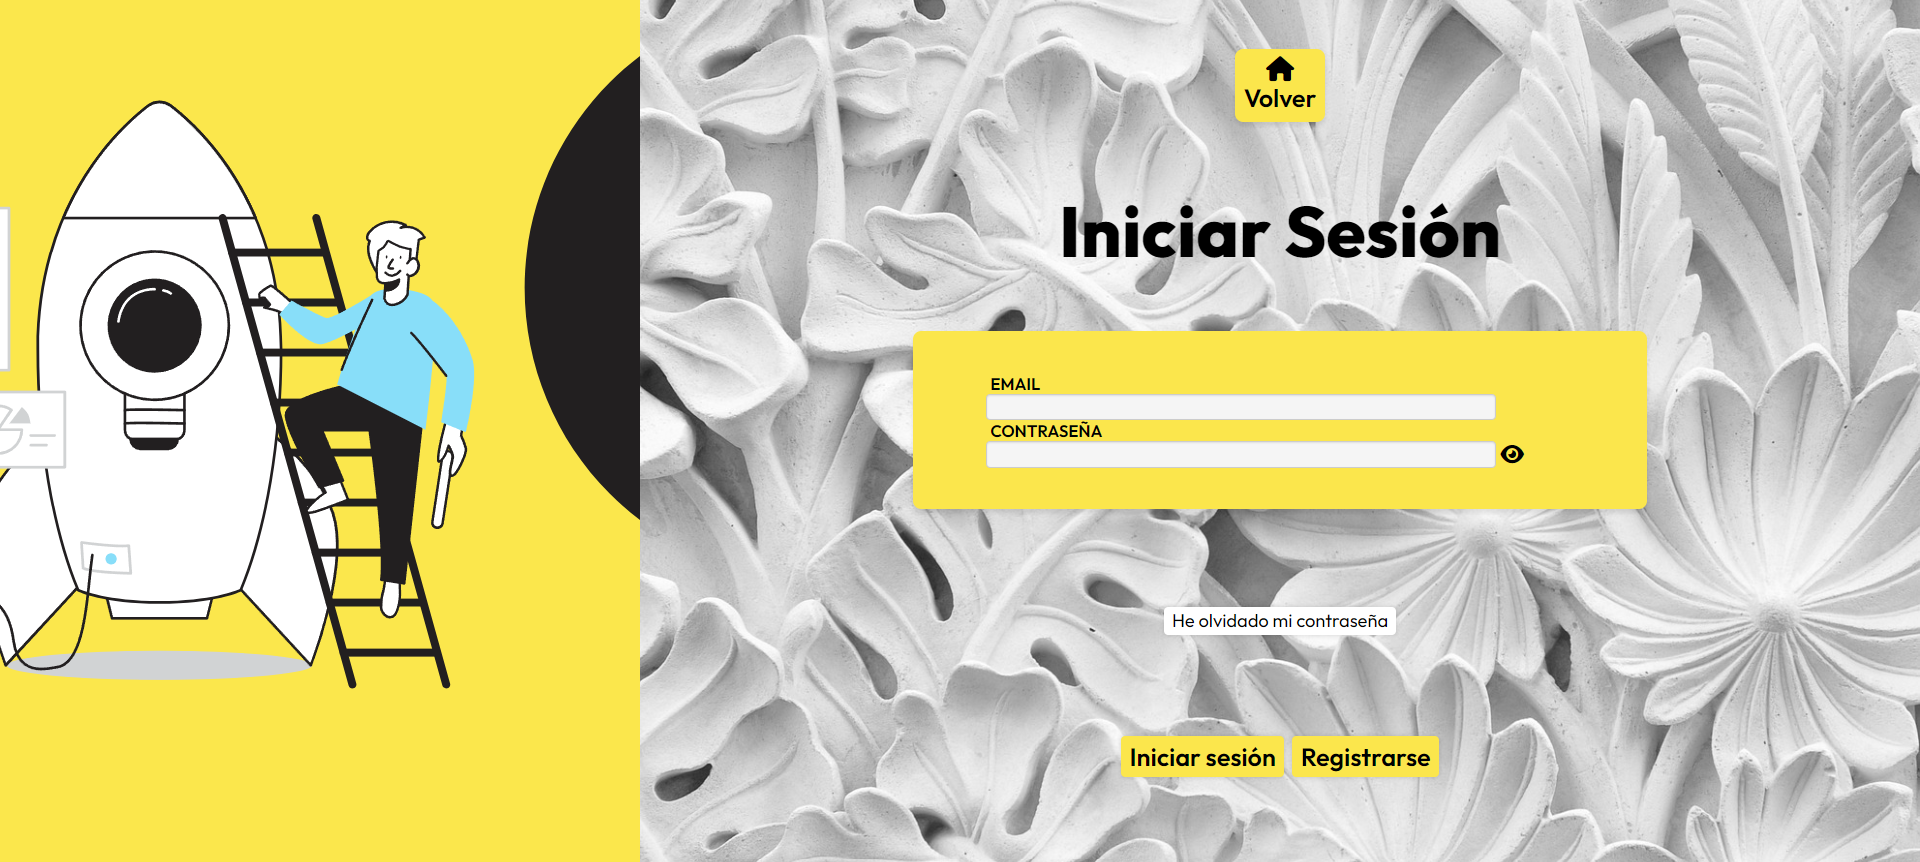 Volver
Iniciar Sesión
EMAIL
CONTRASEÑA
He olvidado mi contraseña
Iniciar sesión Registrarse